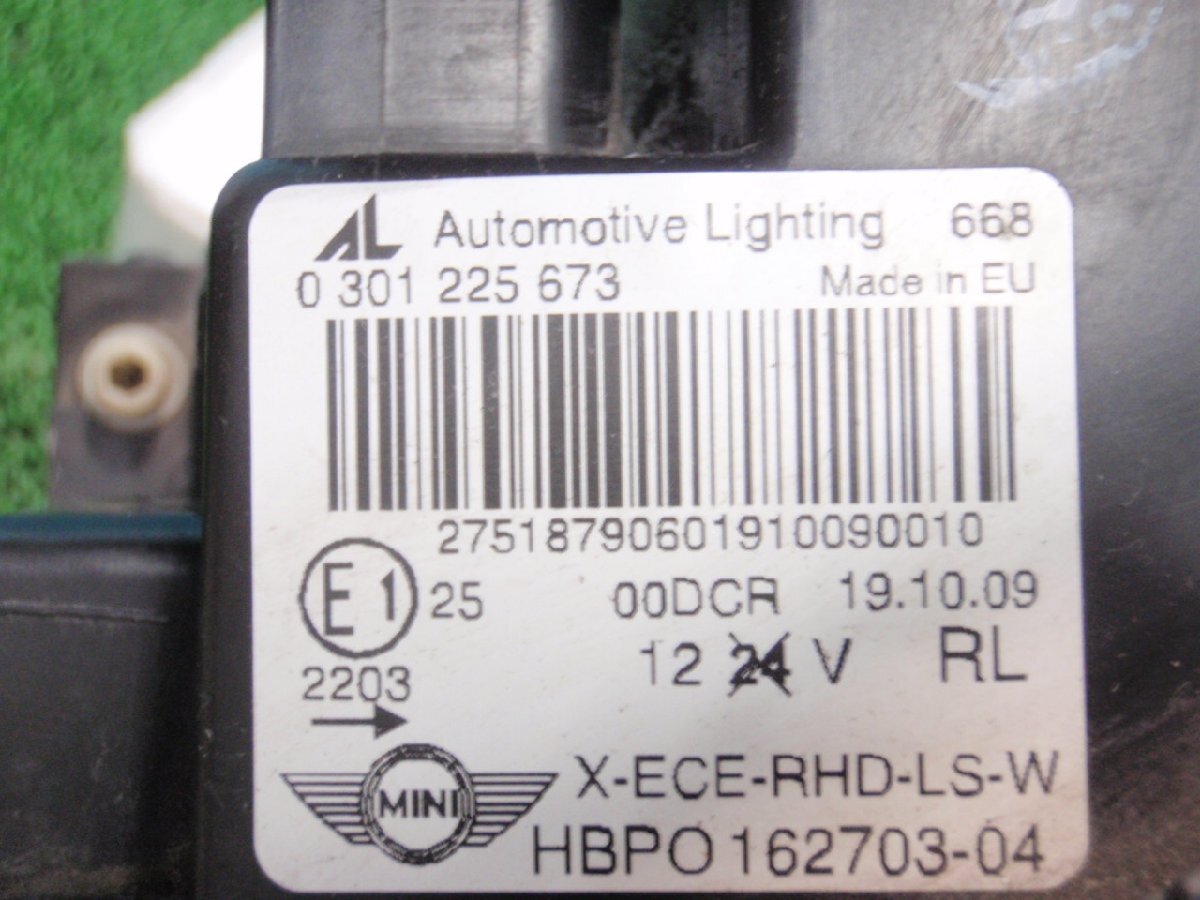 AL Automotive Lighting 668
0 301 225 673 Made in EU
27518790601910090010
E1 25 00DCR 19.10.09
2203 12 24 V RL
MINI X-ECE-RHD-LS-W
HBPO 162703-04